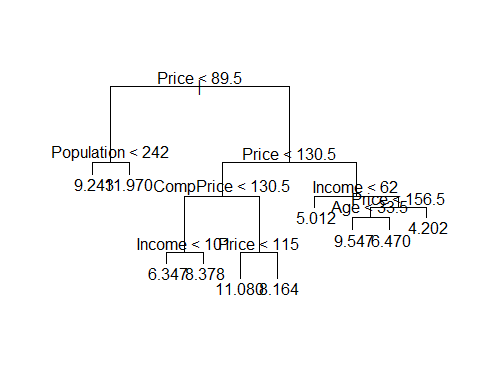 Price < 89.5
Population < 242
Price < 130.5
9.243
11.970
CompPrice < 130.5
Income < 62
Price < 156.5
Age < 33.5
5.012
4.202
9.547
6.470
Income < 101
Price < 115
6.347
8.378
11.080
8.164